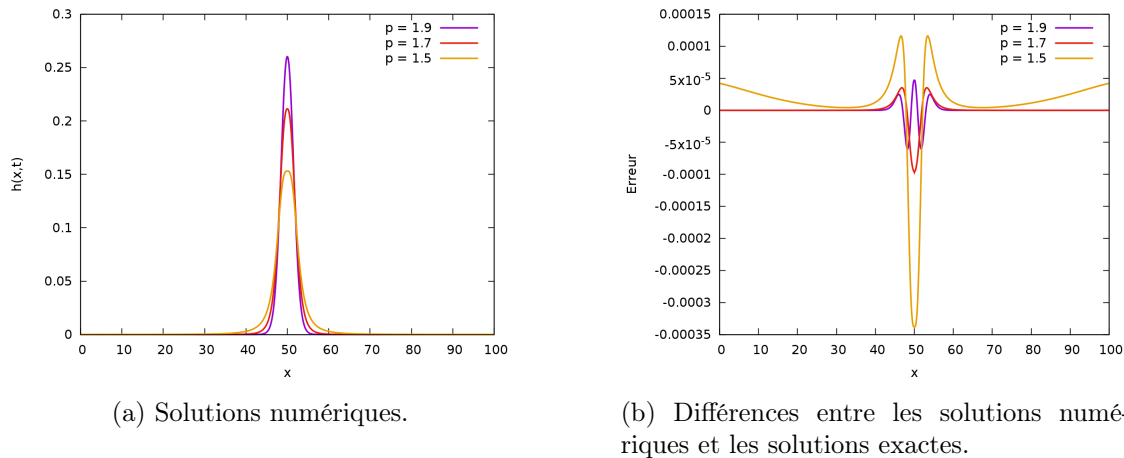 0.3
0.25
0.2
0.15
0.1
0.05
0
h(x,t)
p = 1.9
p = 1.7
p = 1.5
0 10 20 30 40 50 60 70 80 90 100
x
(a) Solutions numériques.
0.00015
0.0001
5x10⁻⁵
0
-5x10⁻⁵
-0.0001
-0.00015
-0.0002
-0.00025
-0.0003
-0.00035
Erreur
p = 1.9
p = 1.7
p = 1.5
0 10 20 30 40 50 60 70 80 90 100
x
(b) Différences entre les solutions numé-
riques et les solutions exactes.